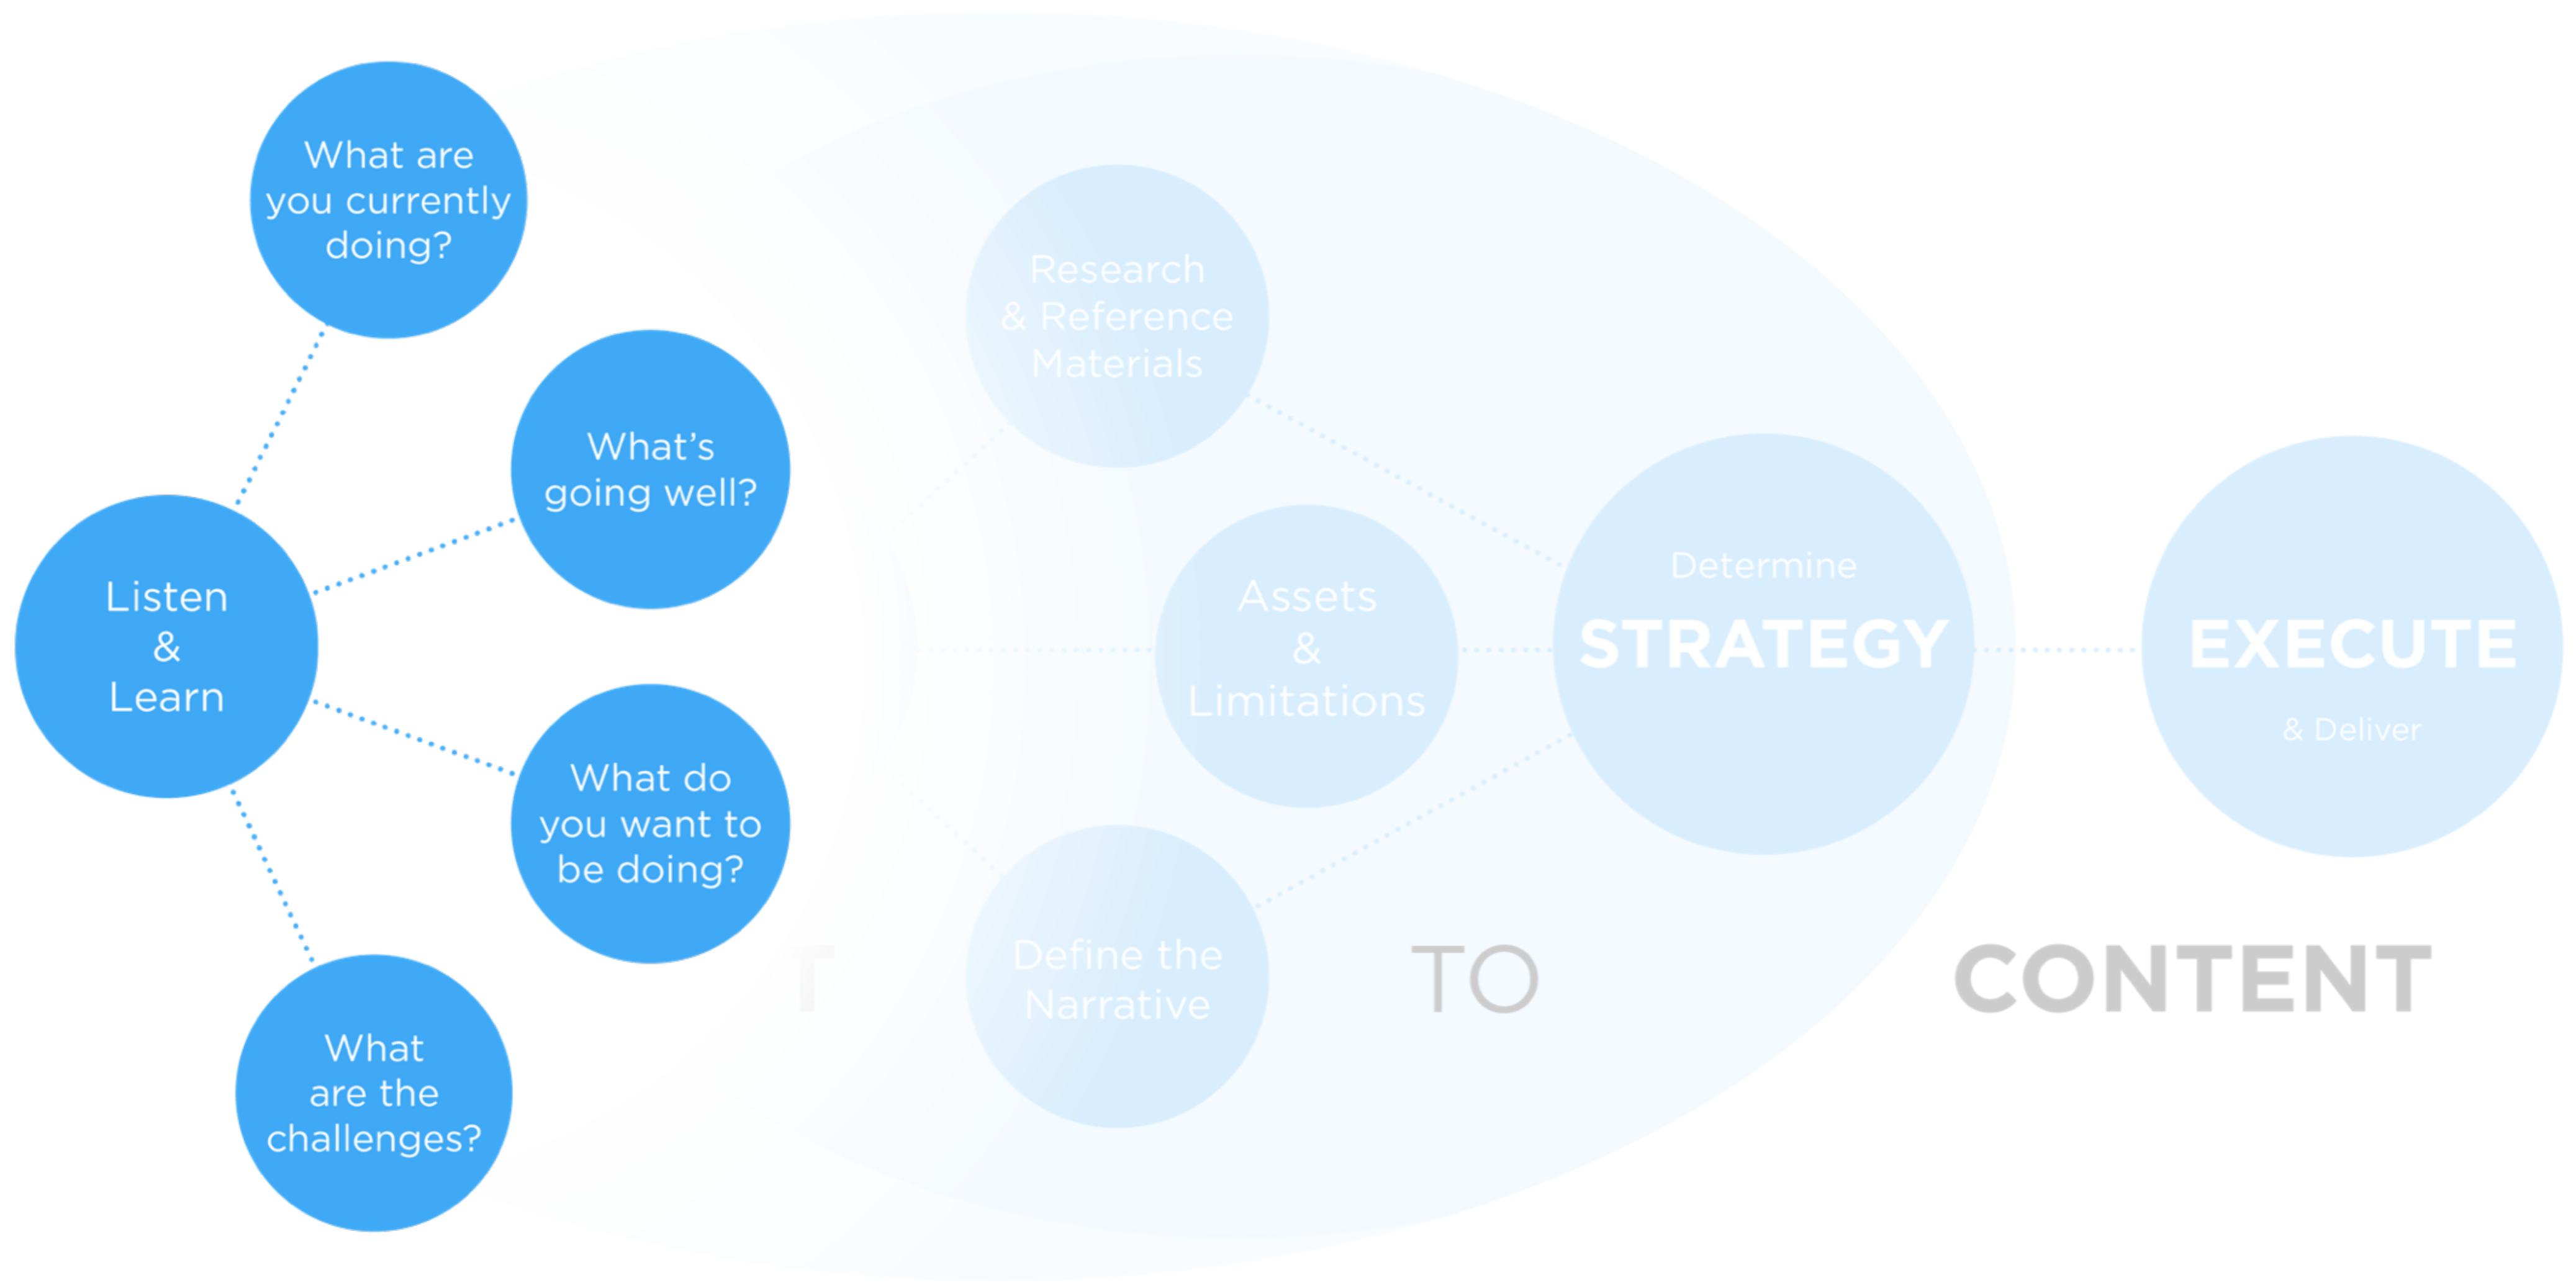 What are
you currently
doing?
What's
going well?
Listen
&
Learn
What do
you want to
be doing?
What
are the
challenges?
Research
& Reference
Materials
Assets
&
Limitations
Define the
Narrative
Determine
STRATEGY
EXECUTE
& Deliver
T
TO
CONTENT